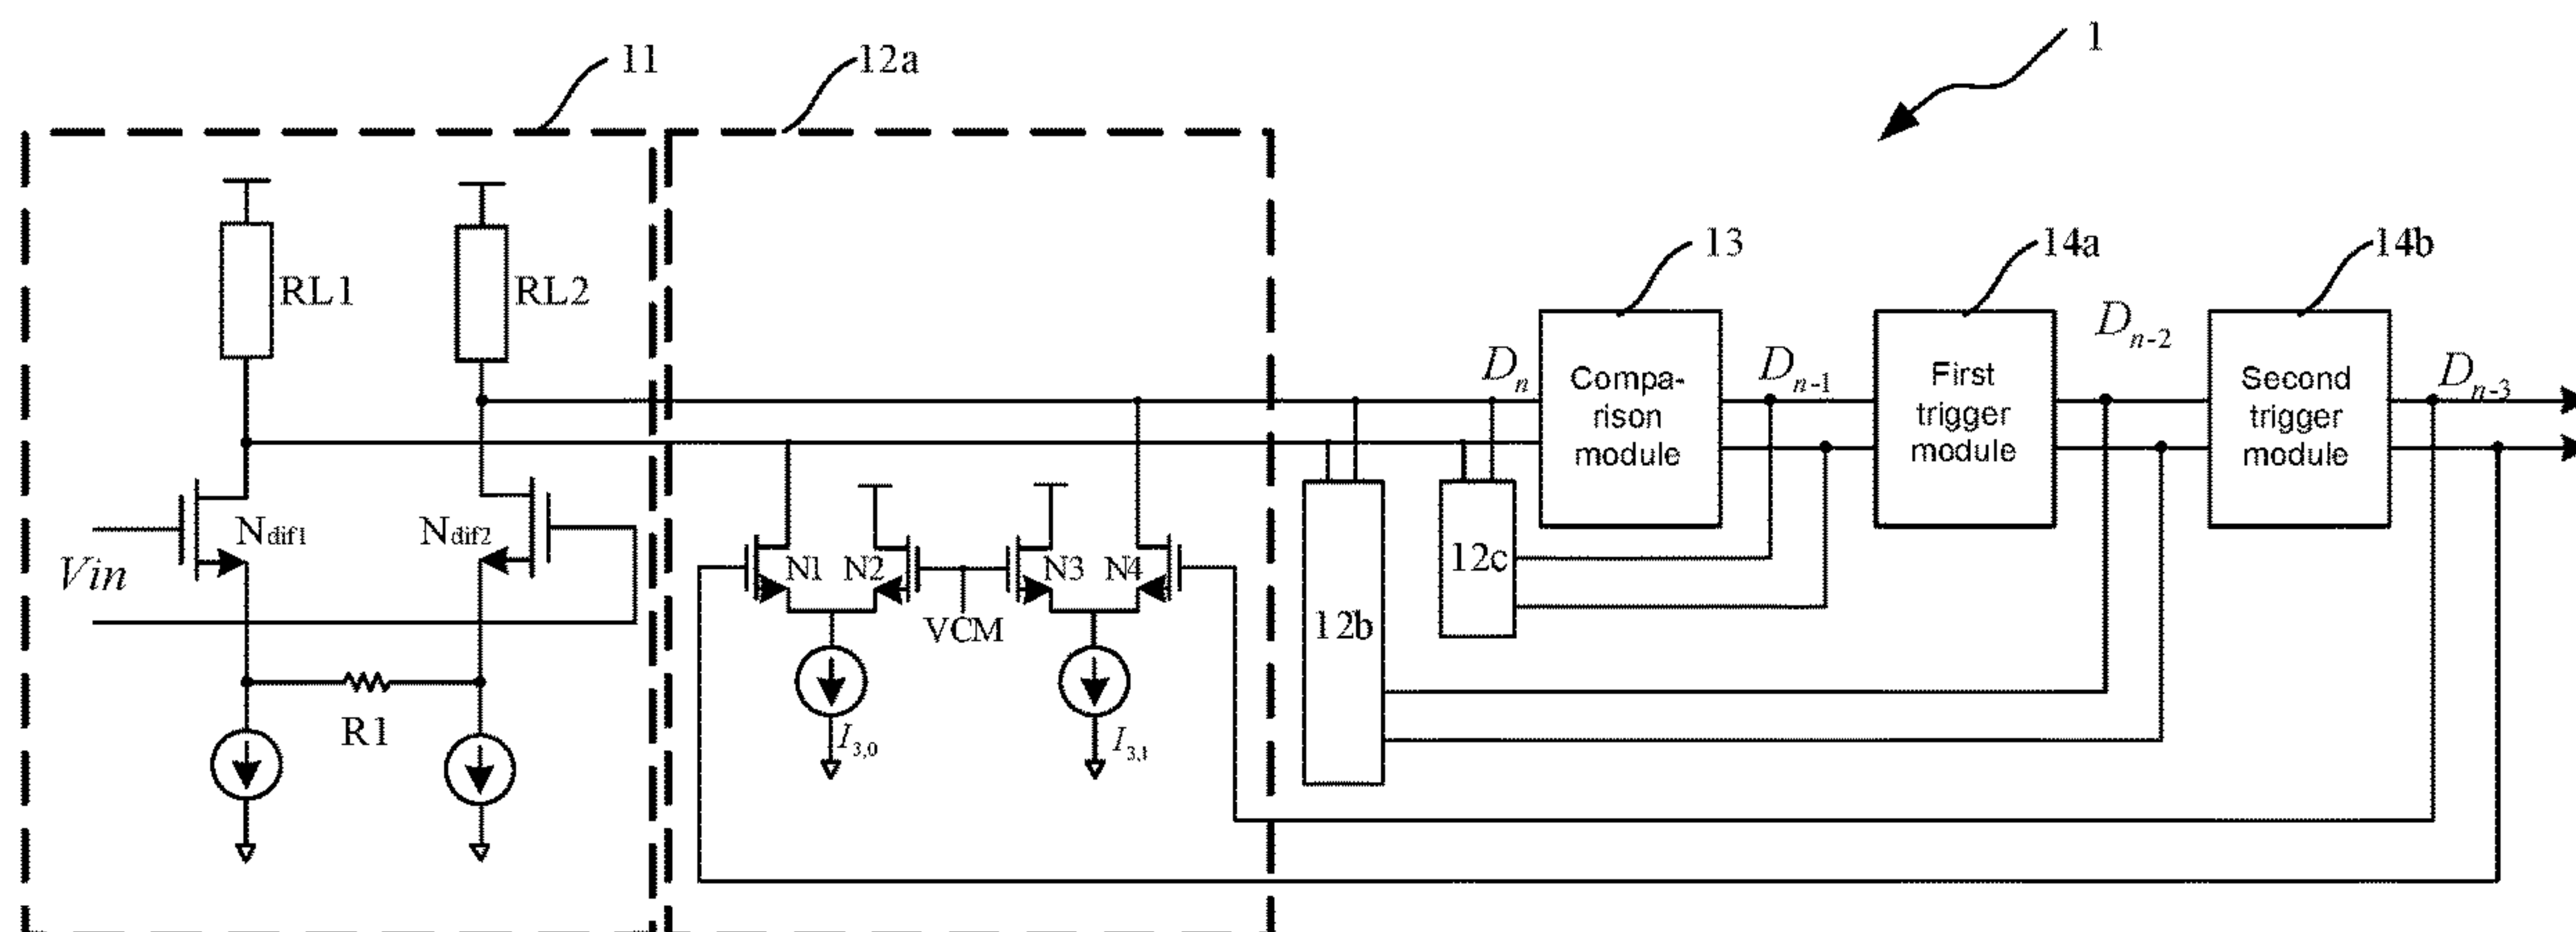 1
11
12a
13
14a
14b
RL1
RL2
Dn
Compa-
rison
module
Dn-1
First
trigger
module
Dn-2
Second
trigger
module
Dn-3
Ndif1
Ndif2
Vin
N1
N2
N3
N4
VCM
12c
12b
R1
I3,0
I3,1